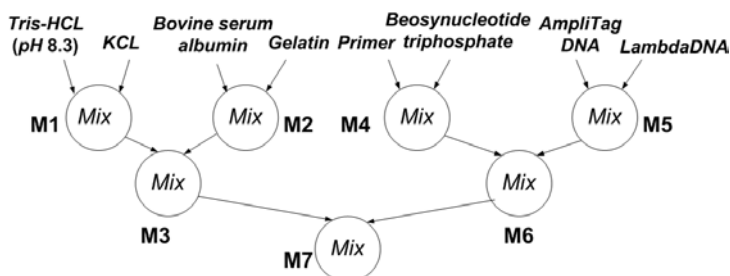 Tris-HCL
(pH 8.3)
KCL
Bovine serum
albumin
Gelatin
Primer
Beosynucleotide
triphosphate
AmpliTag
DNA
LambdaDNA
M1
Mix
Mix
M2
M4
Mix
Mix
M5
Mix
M3
Mix
M6
M7
Mix